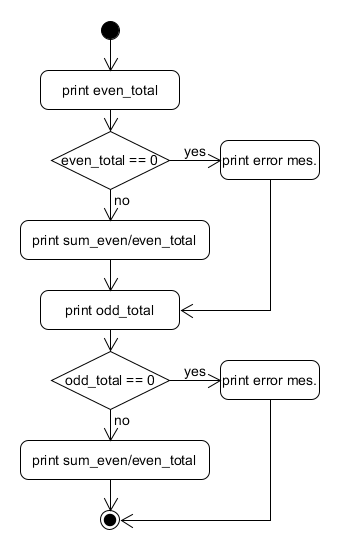 print even_total
even_total == 0
yes
print error mes.
no
print sum_even/even_total
print odd_total
odd_total == 0
yes
print error mes.
no
print sum_even/even_total